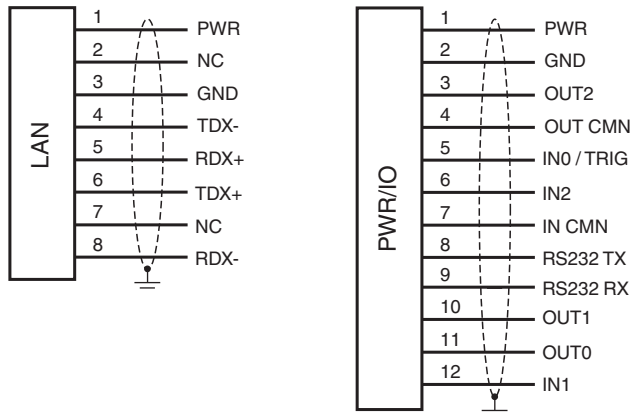 LAN
1 PWR
2 NC
3 GND
4 TDX-
5 RDX+
6 TDX+
7 NC
8 RDX-
PWR/IO
1 PWR
2 GND
3 OUT2
4 OUT CMN
5 IN0 / TRIG
6 IN2
7 IN CMN
8 RS232 TX
9 RS232 RX
10 OUT1
11 OUT0
12 IN1